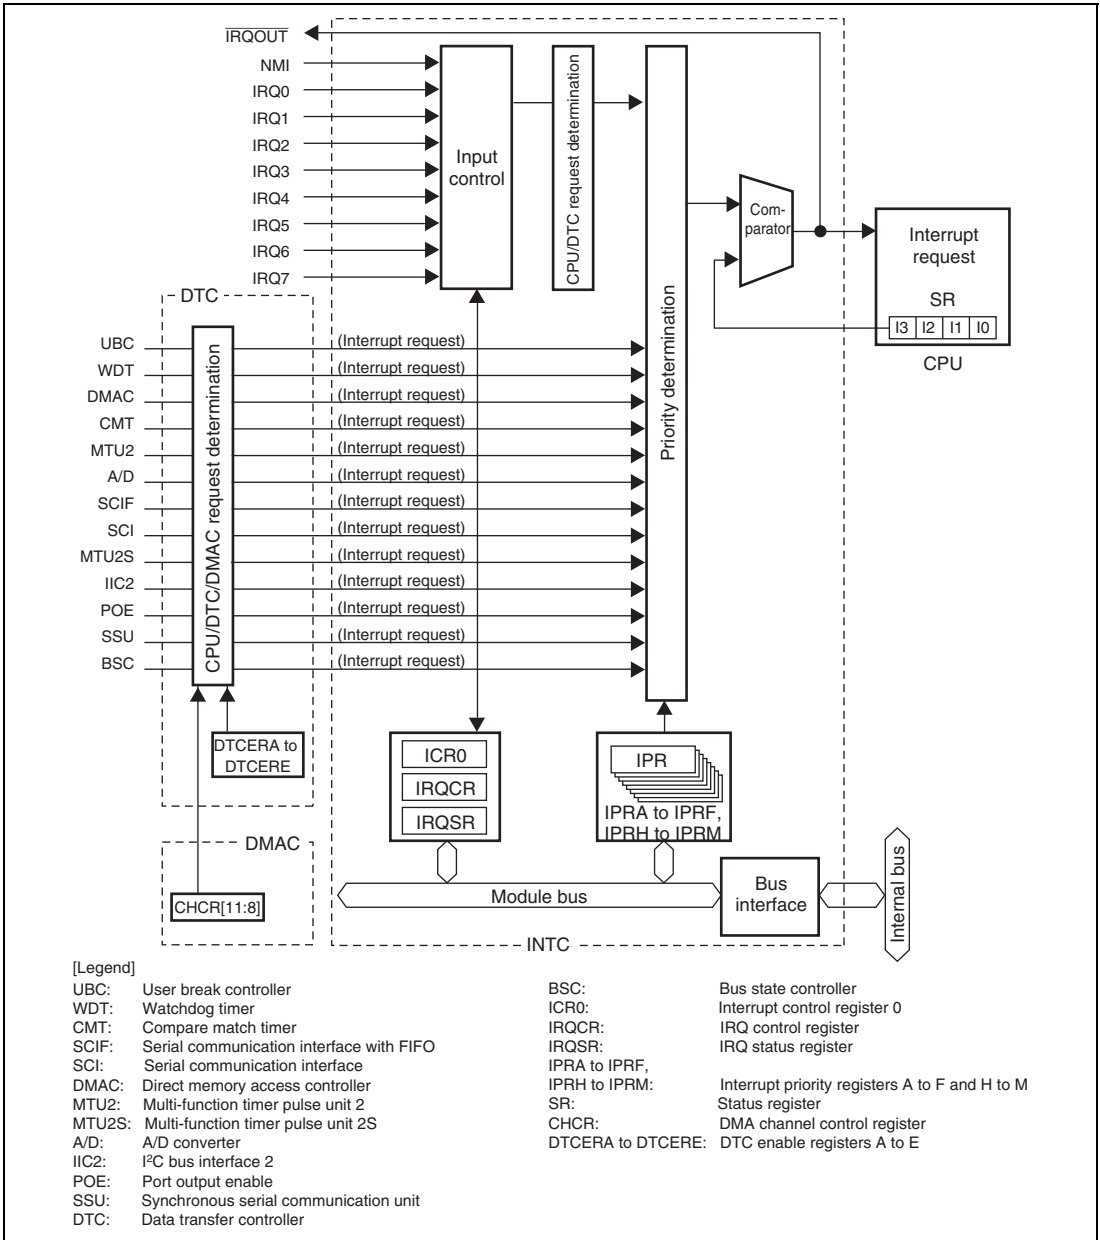 IRQOUT
NMI
IRQ0
IRQ1
IRQ2
IRQ3
IRQ4
IRQ5
IRQ6
IRQ7
Input
control
CPU/DTC request determination
Priority determination
Com-
parator
Interrupt
request
SR
I3 I2 I1 I0
CPU
DTC
UBC
WDT
DMAC
CMT
MTU2
A/D
SCIF
SCI
MTU2S
IIC2
POE
SSU
BSC
CPU/DTC/DMAC request determination
(Interrupt request)
(Interrupt request)
(Interrupt request)
(Interrupt request)
(Interrupt request)
(Interrupt request)
(Interrupt request)
(Interrupt request)
(Interrupt request)
(Interrupt request)
(Interrupt request)
(Interrupt request)
(Interrupt request)
DTCERA to
DTCERE
ICR0
IRQCR
IRQSR
IPR
IPRA to IPRF,
IPRH to IPRM
DMAC
CHCR[11:8]
Module bus
Bus
interface
Internal bus
INTC
[Legend]
UBC: User break controller
WDT: Watchdog timer
CMT: Compare match timer
SCIF: Serial communication interface with FIFO
SCI: Serial communication interface
DMAC: Direct memory access controller
MTU2: Multi-function timer pulse unit 2
MTU2S: Multi-function timer pulse unit 2S
A/D: A/D converter
IIC2: I²C bus interface 2
POE: Port output enable
SSU: Synchronous serial communication unit
DTC: Data transfer controller
BSC: Bus state controller
ICR0: Interrupt control register 0
IRQCR: IRQ control register
IRQSR: IRQ status register
IPRA to IPRF,
IPRH to IPRM: Interrupt priority registers A to F and H to M
SR: Status register
CHCR: DMA channel control register
DTCERA to DTCERE: DTC enable registers A to E